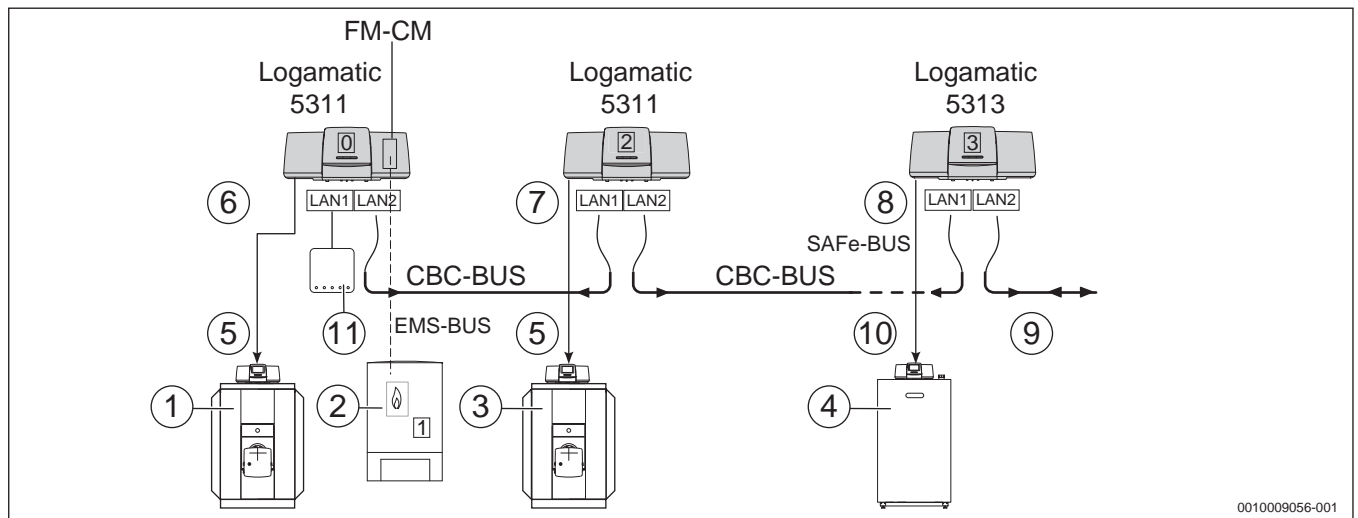 FM-CM
Logamatic
5311
Logamatic
5311
Logamatic
5313
0
2
3
6
LAN1 LAN2
7
LAN1 LAN2
8
LAN1 LAN2
SAFe-BUS
CBC-BUS
CBC-BUS
5
11
EMS-BUS
5
10
9
1
2
1
3
4
0010009056-001